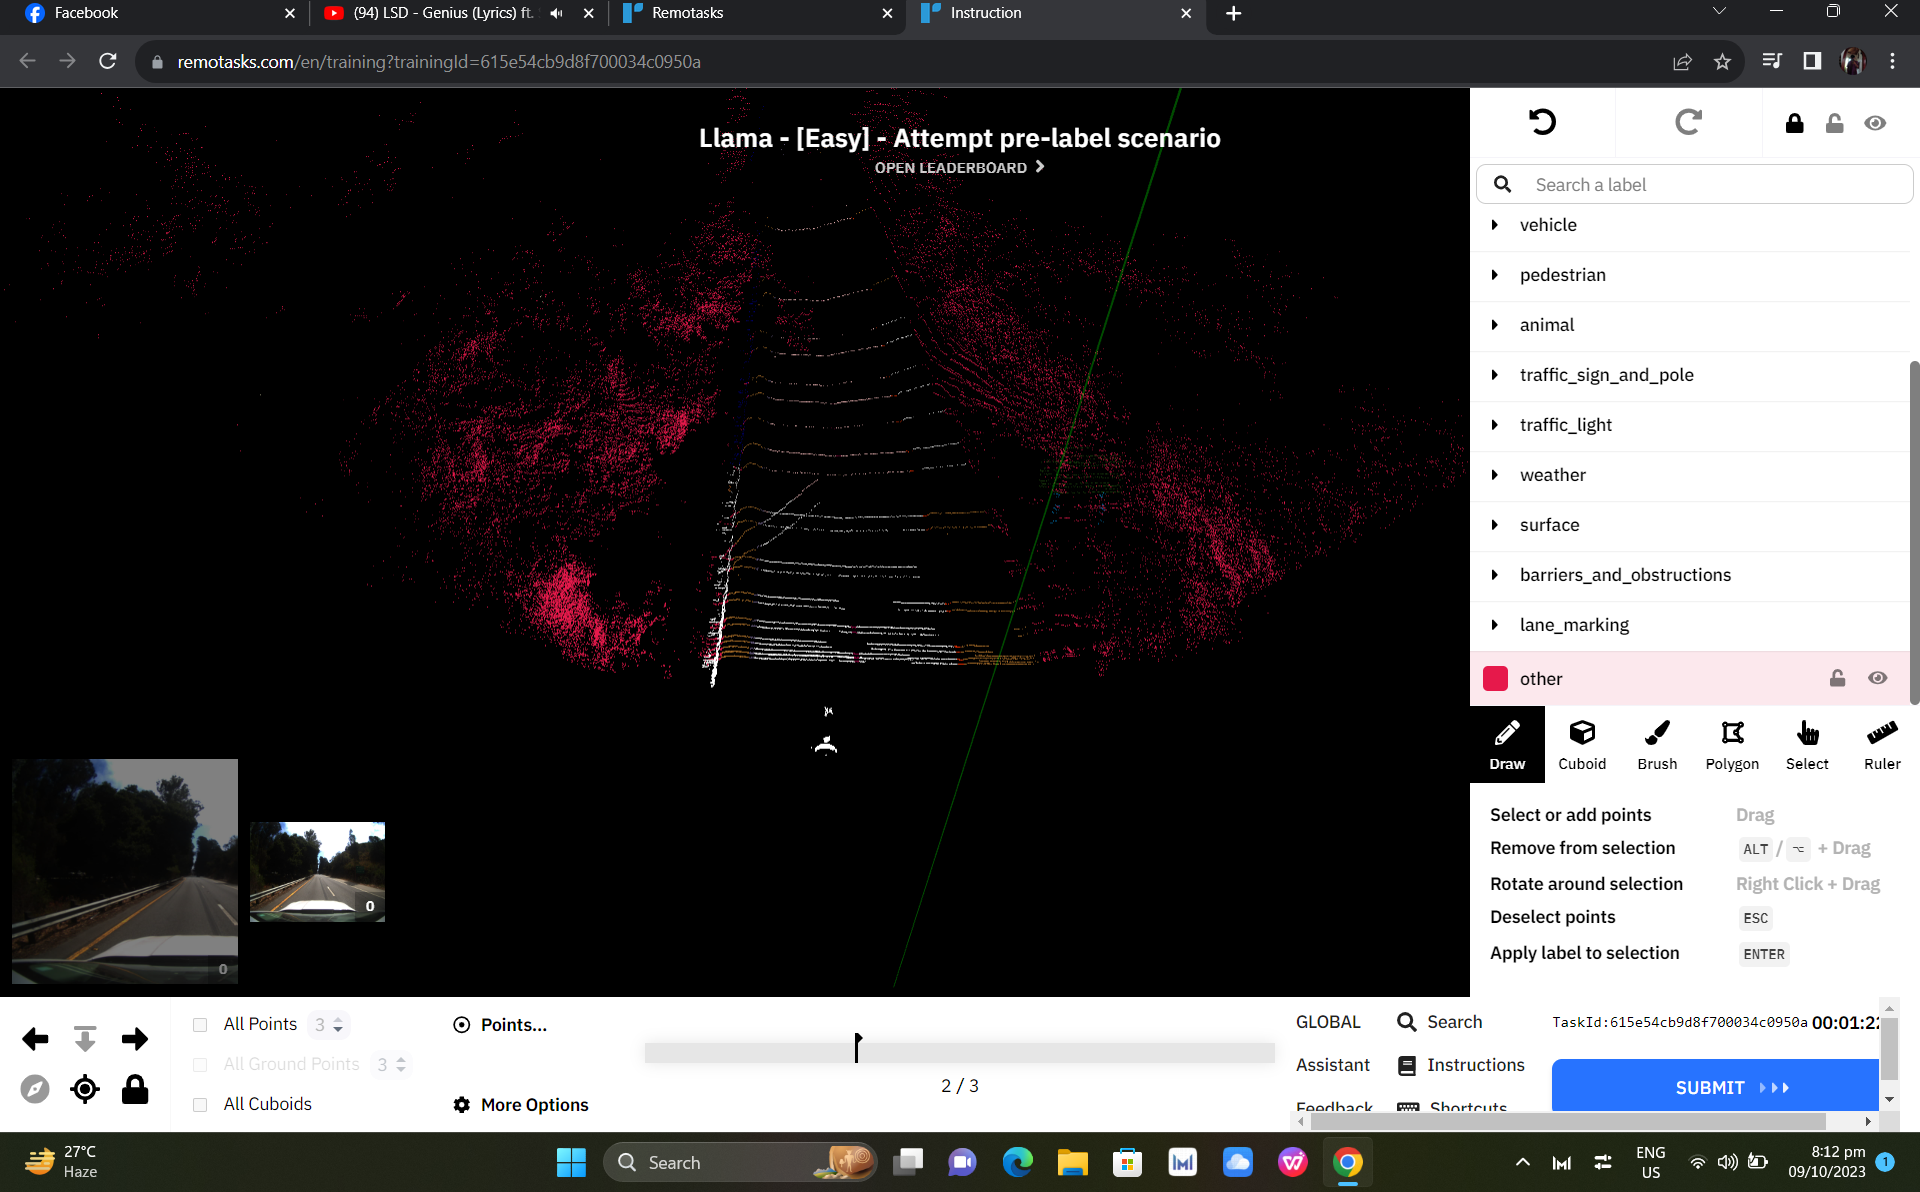 Facebook
(94) LSD - Genius (Lyrics) ft.
Remotasks
Instruction
remotasks.com/en/training?trainingId=615e54cb9d8f700034c0950a
Llama - [Easy] - Attempt pre-label scenario
OPEN LEADERBOARD
Search a label
vehicle
pedestrian
animal
traffic_sign_and_pole
traffic_light
weather
surface
barriers_and_obstructions
lane_marking
other
Draw
Cuboid
Brush
Polygon
Select
Ruler
Select or add points Drag
Remove from selection ALT / ⌥ + Drag
Rotate around selection Right Click + Drag
Deselect points ESC
Apply label to selection ENTER
0
0
All Points 3
All Ground Points 3
All Cuboids
Points...
More Options
2 / 3
GLOBAL
Search
Assistant
Instructions
Feedback
Shortcuts
TaskId:615e54cb9d8f700034c0950a 00:01:22
SUBMIT
27°C
Haze
Search
ENG
US
8:12 pm
09/10/2023
1